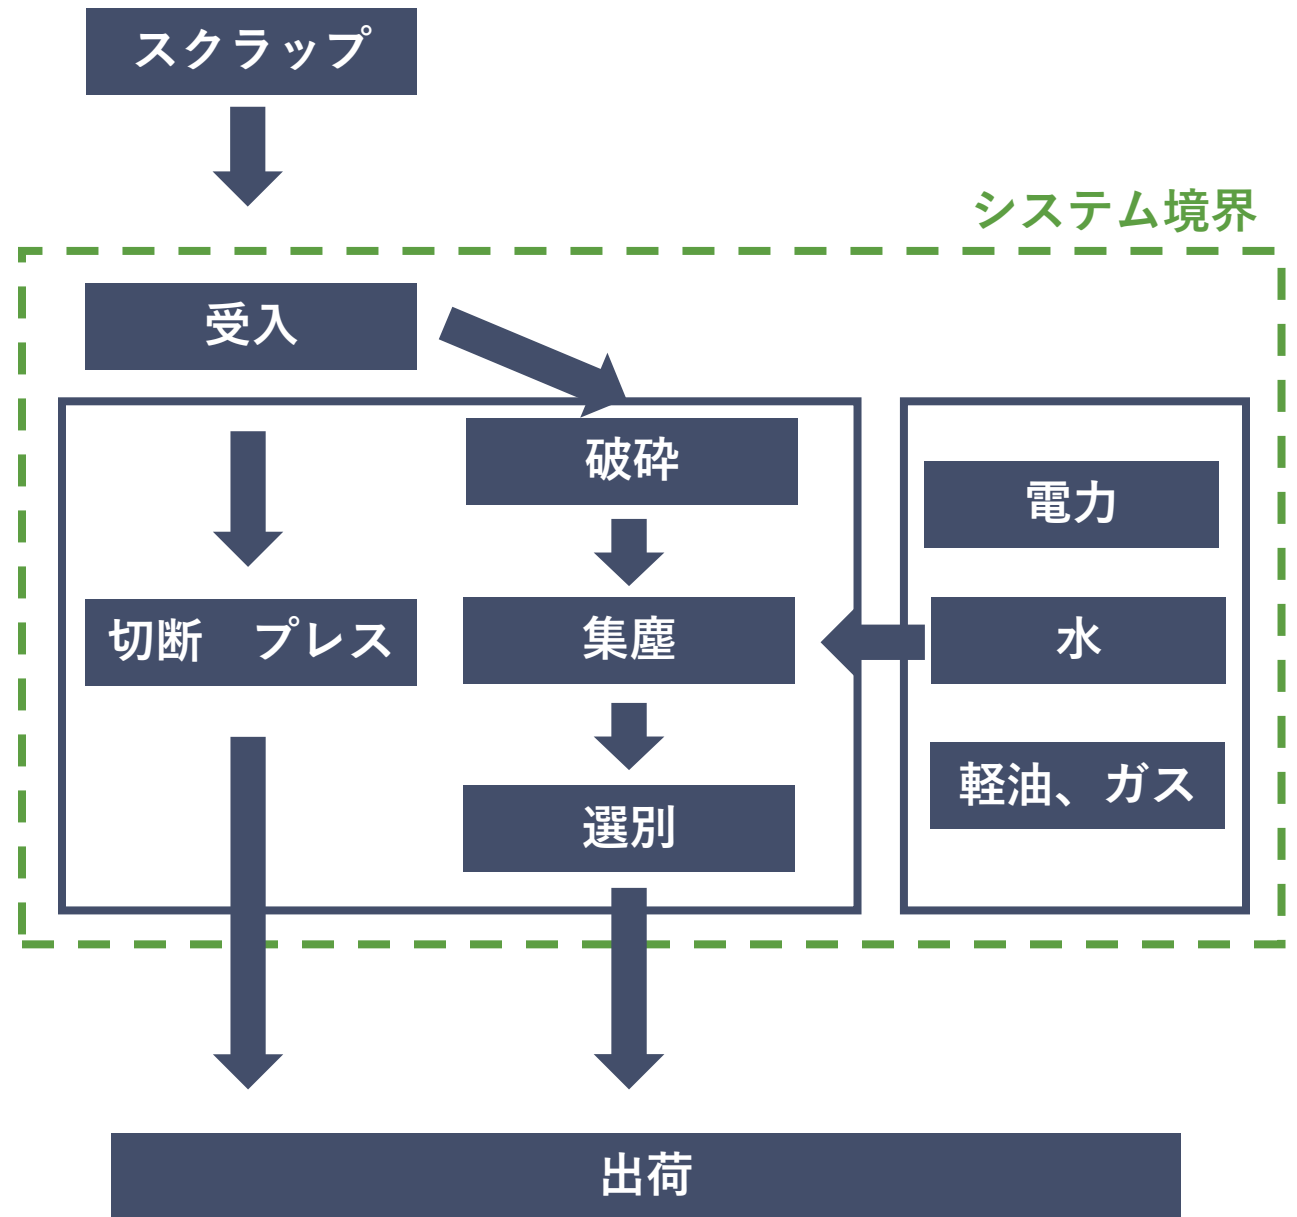 スクラップ
システム境界
受入
破砕
電力
切断　プレス
集塵
水
軽油、ガス
選別
出荷